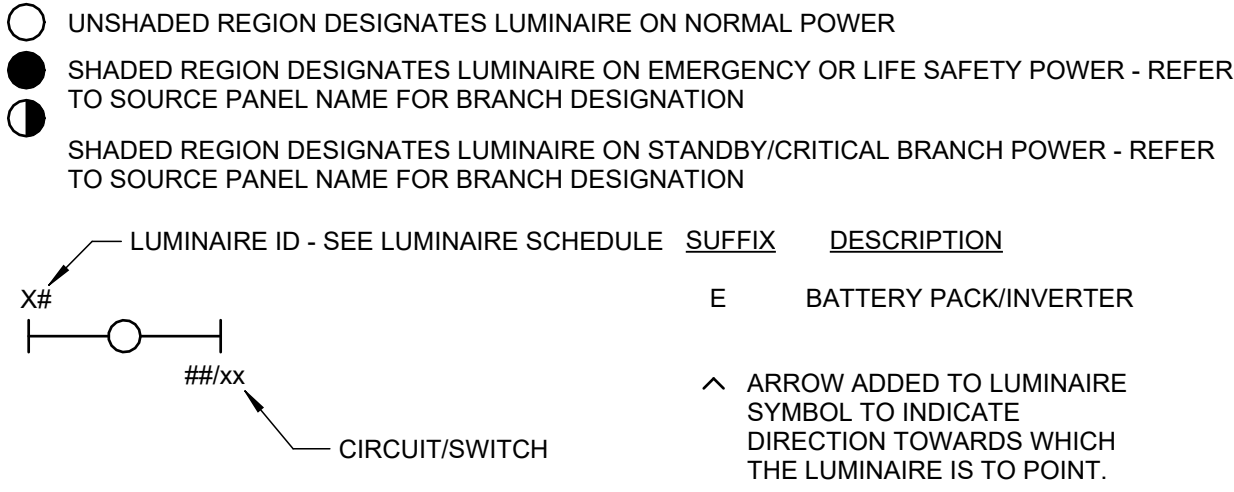 UNSHADED REGION DESIGNATES LUMINAIRE ON NORMAL POWER
SHADED REGION DESIGNATES LUMINAIRE ON EMERGENCY OR LIFE SAFETY POWER - REFER
TO SOURCE PANEL NAME FOR BRANCH DESIGNATION
SHADED REGION DESIGNATES LUMINAIRE ON STANDBY/CRITICAL BRANCH POWER - REFER
TO SOURCE PANEL NAME FOR BRANCH DESIGNATION
LUMINAIRE ID - SEE LUMINAIRE SCHEDULE
X#
##/xx
CIRCUIT/SWITCH
SUFFIX DESCRIPTION
E BATTERY PACK/INVERTER
ARROW ADDED TO LUMINAIRE
SYMBOL TO INDICATE
DIRECTION TOWARDS WHICH
THE LUMINAIRE IS TO POINT.